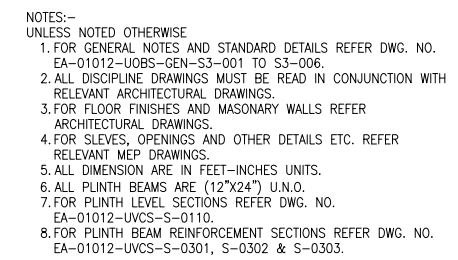 NOTES:-
UNLESS NOTED OTHERWISE
1. FOR GENERAL NOTES AND STANDARD DETAILS REFER DWG. NO.
EA-01012-UOBS-GEN-S3-001 TO S3-006.
2. ALL DISCIPLINE DRAWINGS MUST BE READ IN CONJUNCTION WITH
RELEVANT ARCHITECTURAL DRAWINGS.
3. FOR FLOOR FINISHES AND MASONARY WALLS REFER
ARCHITECTURAL DRAWINGS.
4. FOR SLEVES, OPENINGS AND OTHER DETAILS ETC. REFER
RELEVANT MEP DRAWINGS.
5. ALL DIMENSION ARE IN FEET-INCHES UNITS.
6. ALL PLINTH BEAMS ARE (12"X24") U.N.O.
7. FOR PLINTH LEVEL SECTIONS REFER DWG. NO.
EA-01012-UVCS-S-0110.
8. FOR PLINTH BEAM REINFORCEMENT SECTIONS REFER DWG. NO.
EA-01012-UVCS-S-0301, S-0302 & S-0303.